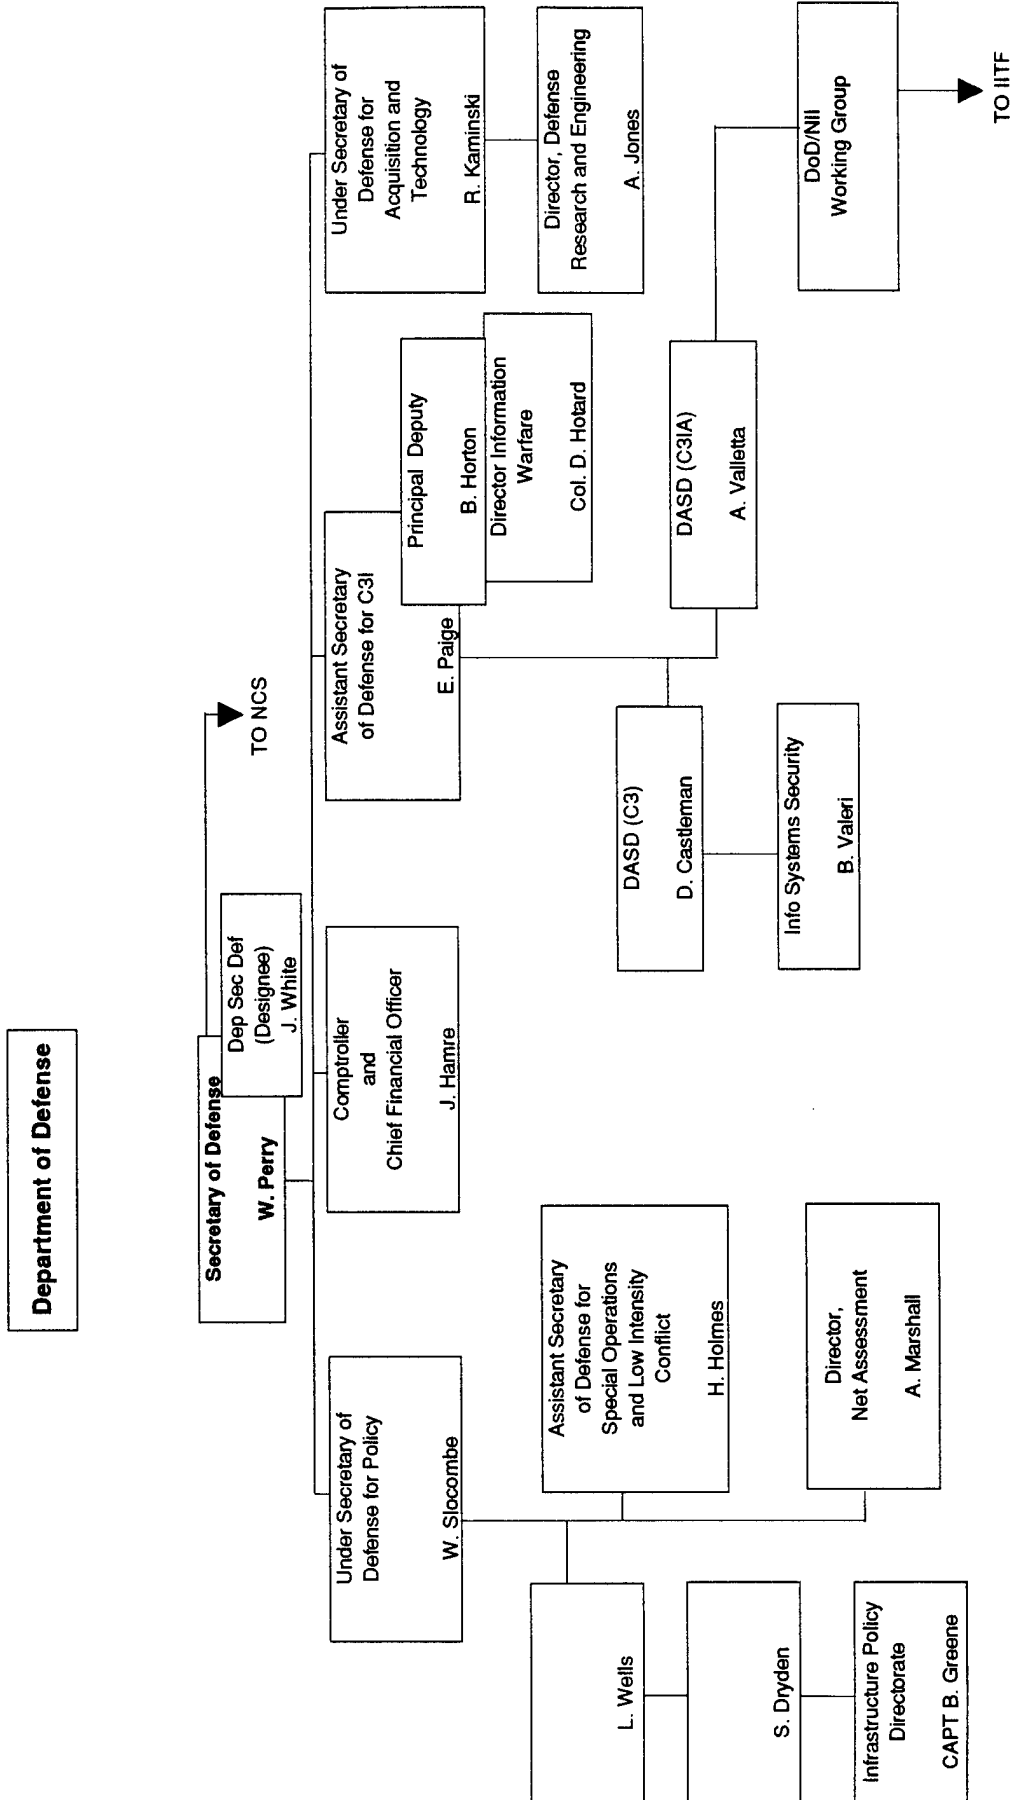 Department of Defense
Secretary of Defense
W. Perry
Dep Sec Def
(Designee)
J. White
TO NCS
Under Secretary of
Defense for Policy
W. Slocombe
Comptroller
and
Chief Financial Officer
J. Hamre
Assistant Secretary
of Defense for C3I
E. Paige
Principal Deputy
B. Horton
Director Information
Warfare
Col. D. Hotard
Under Secretary of
Defense for
Acquisition and
Technology
R. Kaminski
Director, Defense
Research and Engineering
A. Jones
L. Wells
S. Dryden
Infrastructure Policy
Directorate
CAPT B. Greene
Assistant Secretary
of Defense for
Special Operations
and Low Intensity
Conflict
H. Holmes
Director,
Net Assessment
A. Marshall
DASD (C3)
D. Castleman
Info Systems Security
B. Valeri
DASD (C3IA)
A. Valletta
DoD/NII
Working Group
TO IITF